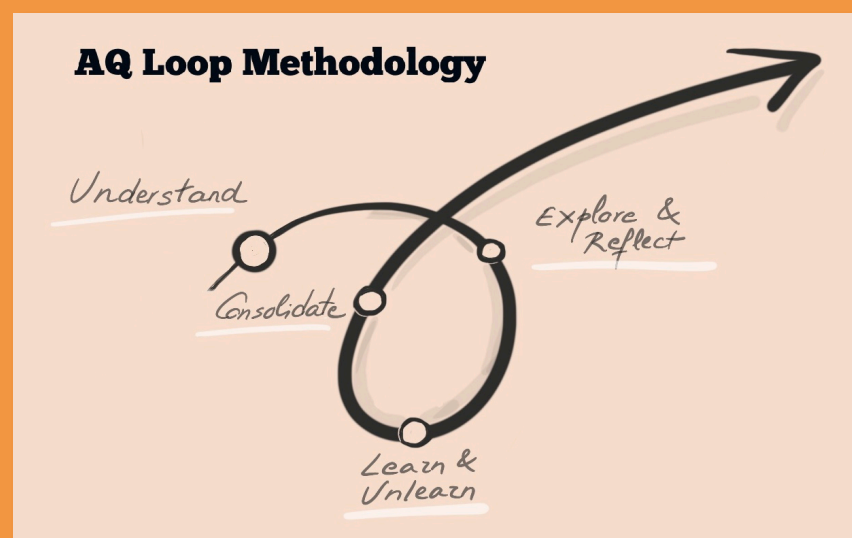 AQ Loop Methodology
Understand
Explore &
Reflect
Consolidate
Learn &
Unlearn